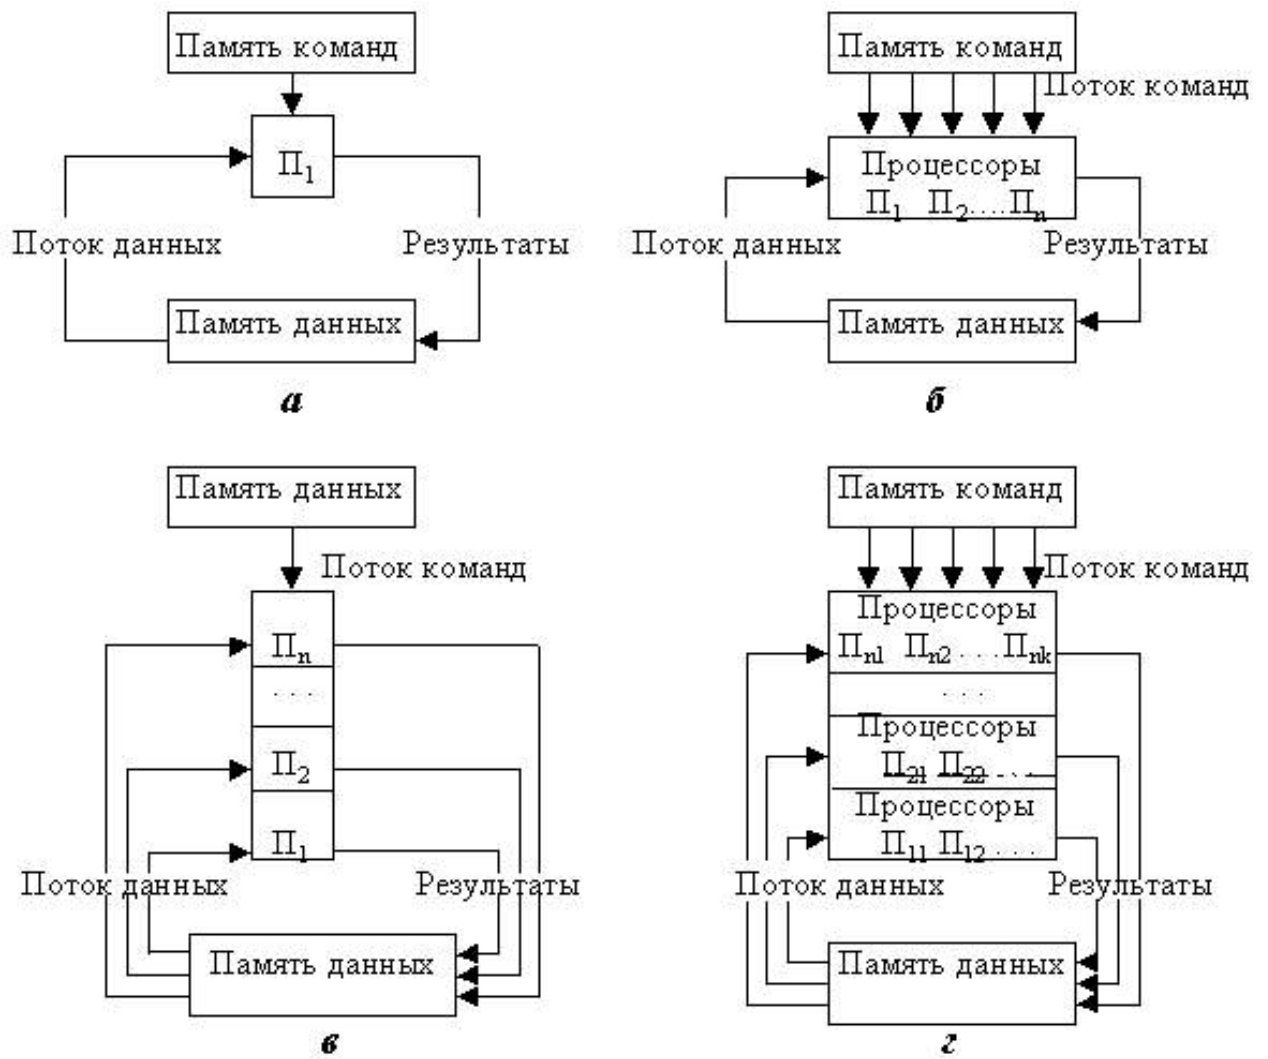 Память команд
П1
Поток данных
Результаты
Память данных
а
Память команд
Поток команд
Процессоры
П1 П2.... Пn
Поток данных
Результаты
Память данных
б
Память данных
Поток команд
Пn
...
П2
П1
Поток данных
Результаты
Память данных
в
Память команд
Поток команд
Процессоры
Пn1 Пn2 .... Пnk
...
Процессоры
П21 П22 ....
Процессоры
П11 П12 ....
Поток данных
Результаты
Память данных
г